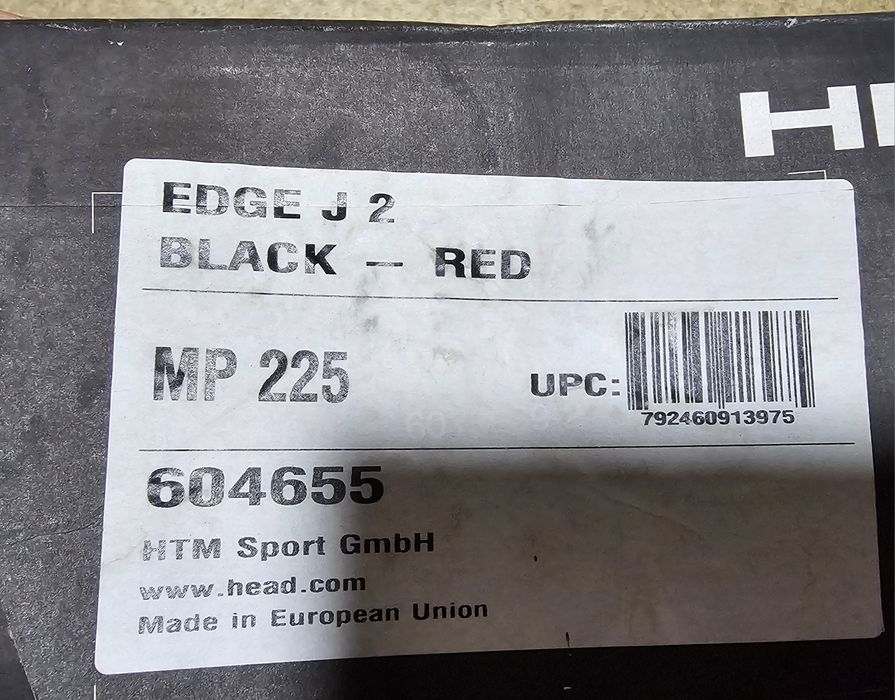 EDGE J 2
BLACK — RED
MP 225
UPC:
792460913975
604655
HTM Sport GmbH
www.head.com
Made in European Union